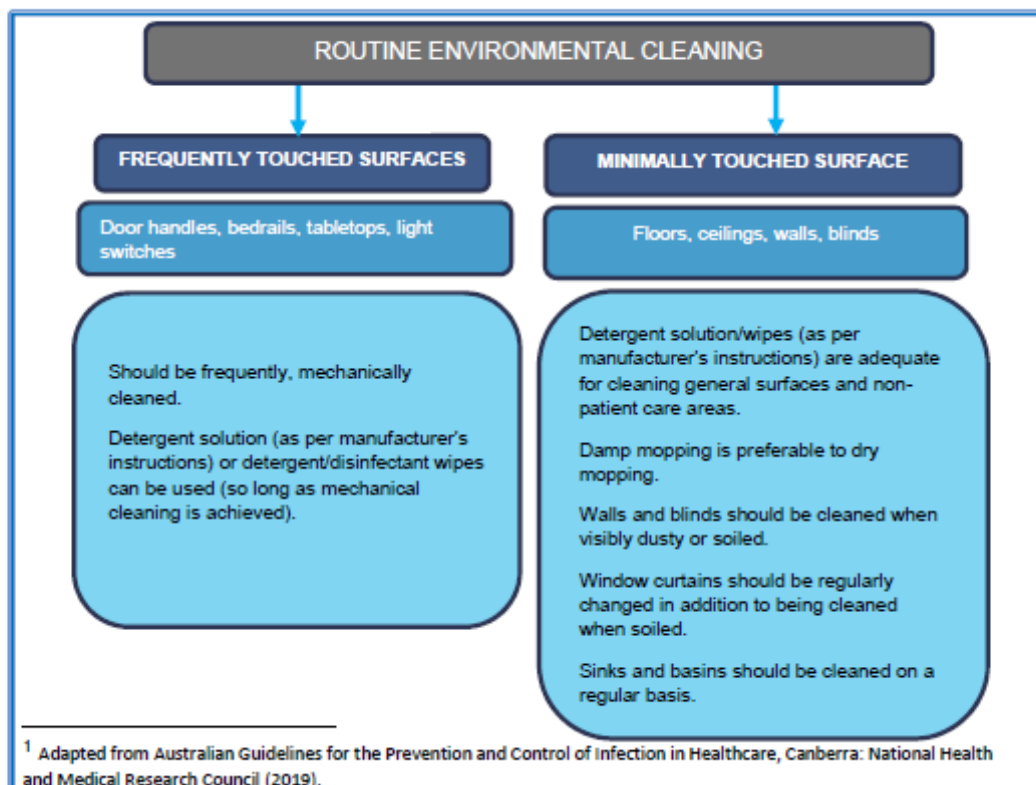 ROUTINE ENVIRONMENTAL CLEANING
FREQUENTLY TOUCHED SURFACES
Door handles, bedrails, tabletops, light
switches
Should be frequently, mechanically
cleaned.
Detergent solution (as per manufacturer's
instructions) or detergent/disinfectant wipes
can be used (so long as mechanical
cleaning is achieved).
MINIMALLY TOUCHED SURFACE
Floors, ceilings, walls, blinds
Detergent solution/wipes (as per
manufacturer's instructions) are adequate
for cleaning general surfaces and non-
patient care areas.
Damp mopping is preferable to dry
mopping.
Walls and blinds should be cleaned when
visibly dusty or soiled.
Window curtains should be regularly
changed in addition to being cleaned
when soiled.
Sinks and basins should be cleaned on a
regular basis.
1 Adapted from Australian Guidelines for the Prevention and Control of Infection in Healthcare, Canberra: National Health
and Medical Research Council (2019).